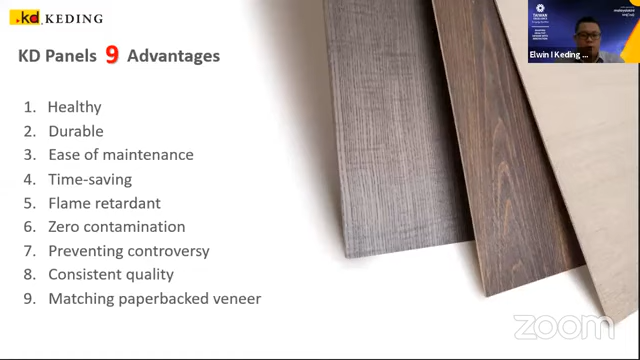 kd KEDING
KD Panels 9 Advantages
1. Healthy
2. Durable
3. Ease of maintenance
4. Time-saving
5. Flame retardant
6. Zero contamination
7. Preventing controversy
8. Consistent quality
9. Matching paperbacked veneer
TAIWAN
EXCELLENCE
Elwin I Keding ...
zoom